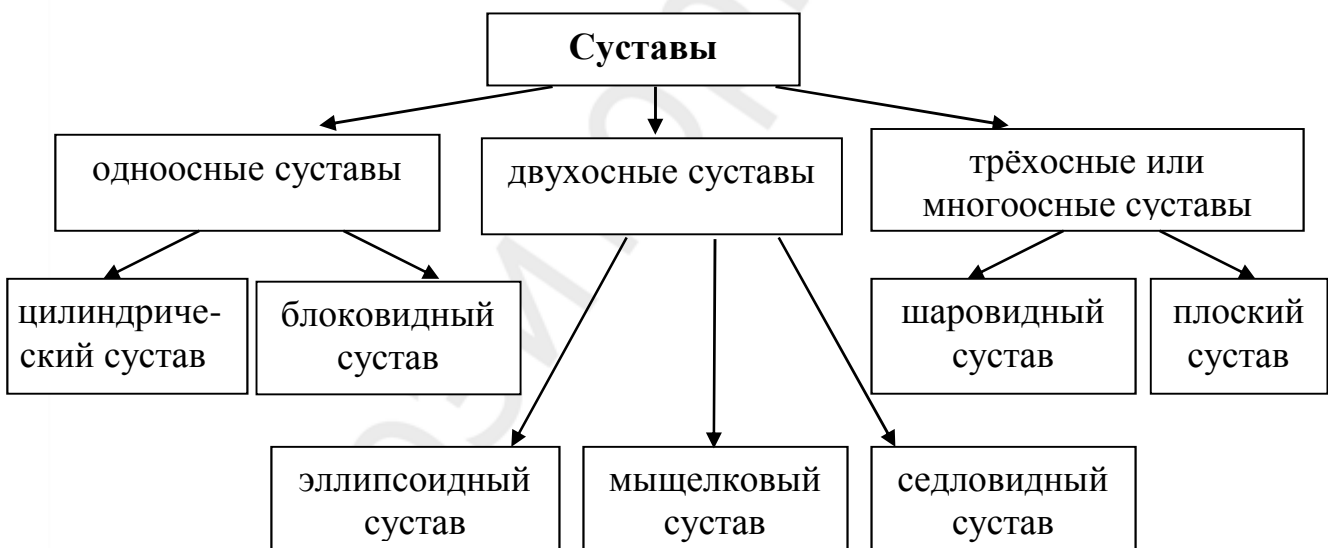 Суставы
одноосные суставы
двухосные суставы
трёхосные или
многоосные суставы
цилиндриче-
ский сустав
блоковидный
сустав
шаровидный
сустав
плоский
сустав
эллипсоидный
сустав
мыщелковый
сустав
седловидный
сустав